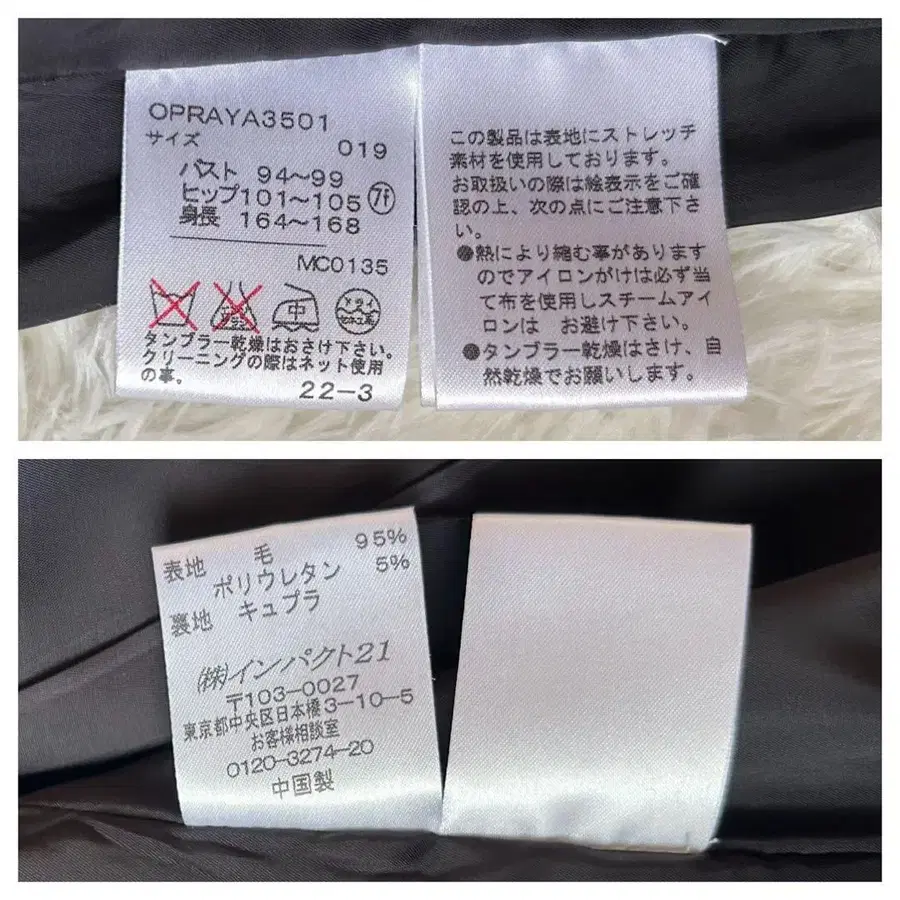 OPRAYA3501
サイズ
019
バスト 94〜99
ヒップ101〜105 7f
身長 164〜168
MC0135
中
ドライ
セキユ系
タンブラー乾燥はおさけ下さい。
クリーニングの際はネット使用
の事。
22-3
この製品は表地にストレッチ
素材を使用しております。
お取扱いの際は絵表示をご確
認の上、次の点にご注意下さ
い。
●熱により縮む事があります
のでアイロンがけは必ず当
て布を使用しスチームアイ
ロンは お避け下さい。
●タンブラー乾燥はさけ、自
然乾燥でお願いします。
表地 毛 95%
ポリウレタン 5%
裏地 キュプラ
㈱インパクト21
〒103-0027
東京都中央区日本橋3-10-5
お客様相談室
0120-3274-20
中国製